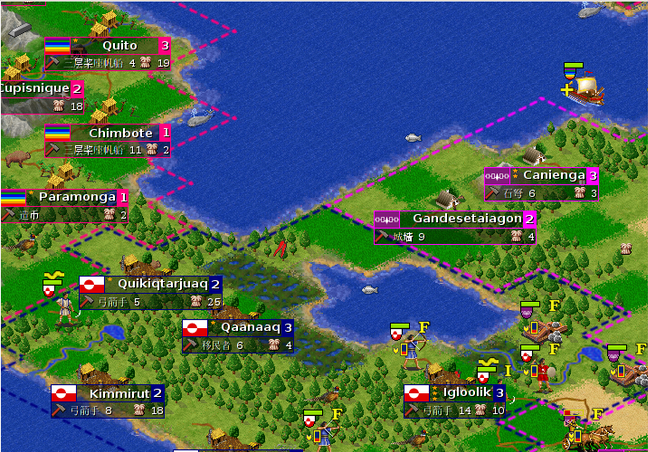 Quito 3
三层桨座帆船 4 19
Cupisnique 2
18
Chimbote 1
三层桨座帆船 11 2
Paramonga 1
造币 2
Canienga 3
石弩 6 3
Gandesetaiagon 2
城墙 9 4
Quikiqtarjuaq 2
弓箭手 5 25
Qaanaaq 3
移民者 6 4
F
F
F
F
I
Kimmirut 2
弓箭手 8 18
Igloolik 3
弓箭手 14 10
F
F